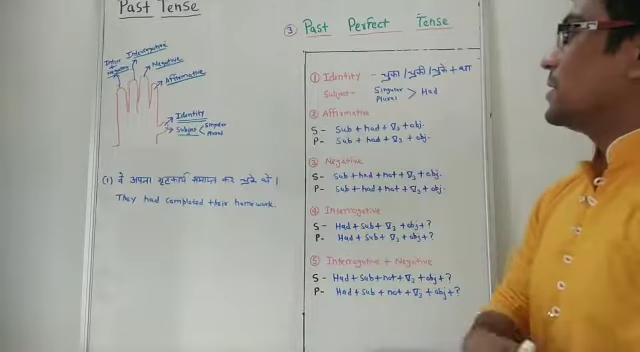 Past Tense
Inter + Negative
Interrogative
Negative
Affirmative
Identity
Subject < Singular
Plural
(1) वे अपना गृहकार्य समाप्त कर चुके थे।
They had completed their homework.
③ Past Perfect Tense
① Identity - चुका / चुकी / चुके + था
Subject - Singular
Plural > Had
② Affirmative
S - Sub + had + V₃ + obj.
P - Sub + had + V₃ + obj.
③ Negative
S - Sub + had + not + V₃ + obj.
P - Sub + had + not + V₃ + obj.
④ Interrogative
S - Had + Sub + V₃ + obj + ?
P - Had + Sub + V₃ + obj + ?
⑤ Interrogative + Negative
S - Had + Sub + not + V₃ + obj + ?
P - Had + Sub + not + V₃ + obj + ?